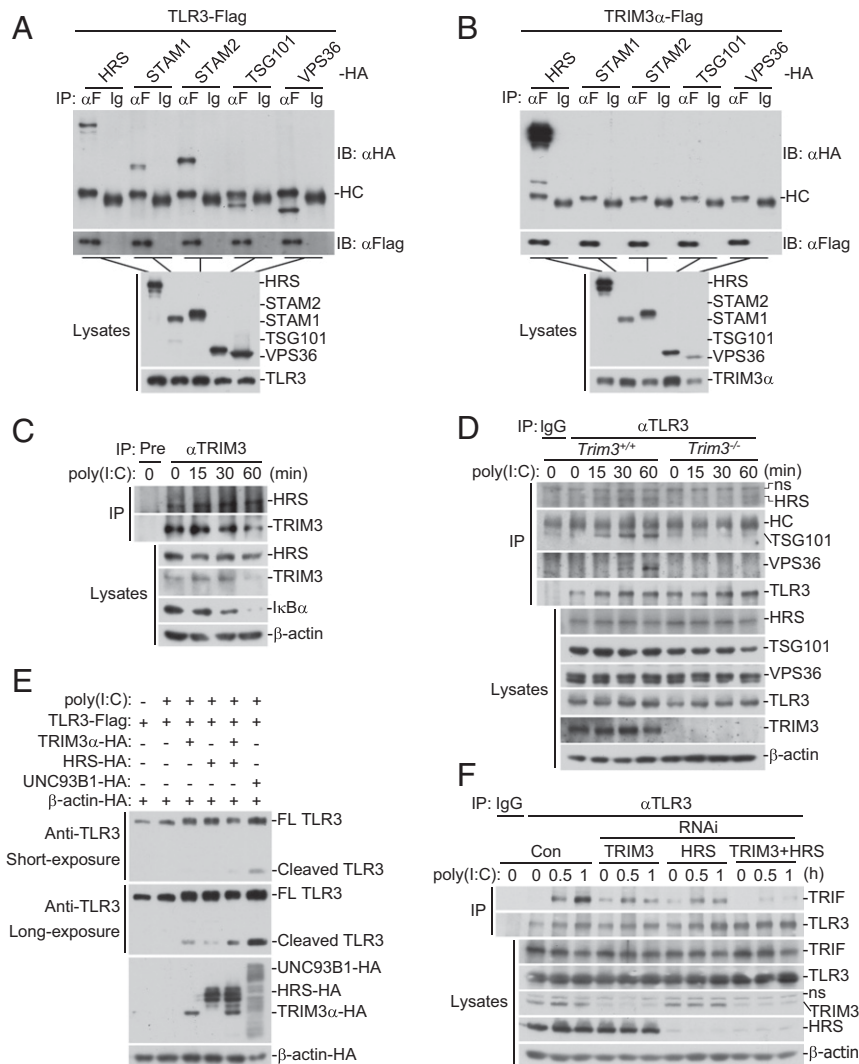 A
TLR3-Flag
HRS STAM1 STAM2 TSG101 VPS36 -HA
IP: αF Ig αF Ig αF Ig αF Ig αF Ig
IB: αHA
-HC
IB: αFlag
Lysates
-HRS
-STAM2
-STAM1
-TSG101
-VPS36
-TLR3
B
TRIM3α-Flag
HRS STAM1 STAM2 TSG101 VPS36 -HA
IP: αF Ig αF Ig αF Ig αF Ig αF Ig
IB: αHA
-HC
IB: αFlag
Lysates
-HRS
-STAM2
-STAM1
-TSG101
-VPS36
-TRIM3α
C
IP: Pre αTRIM3
poly(I:C) 0 0 15 30 60 (min)
IP
-HRS
-TRIM3
Lysates
-HRS
-TRIM3
-IκBα
-β-actin
D
IP: IgG αTLR3
Trim3+/+ Trim3-/-
poly(I:C): 0 0 15 30 60 0 15 30 60 (min)
IP
ns
HRS
-HC
TSG101
-VPS36
-TLR3
Lysates
-HRS
-TSG101
-VPS36
-TLR3
-TRIM3
-β-actin
E
poly(I:C): - + + + + +
TLR3-Flag: + + + + + +
TRIM3α-HA: - - + - + -
HRS-HA: - - - + + -
UNC93B1-HA: - - - - - +
β-actin-HA: + + + + + +
Anti-TLR3
Short-exposure
-FL TLR3
-Cleaved TLR3
Anti-TLR3
Long-exposure
-FL TLR3
-Cleaved TLR3
-UNC93B1-HA
-HRS-HA
-TRIM3α-HA
-β-actin-HA
F
IP: IgG αTLR3
RNAi
Con TRIM3 HRS TRIM3+HRS
poly(I:C): 0 0 0.5 1 0 0.5 1 0 0.5 1 0 0.5 1 (h)
IP
-TRIF
-TLR3
Lysates
-TRIF
-TLR3
-ns
TRIM3
-HRS
-β-actin